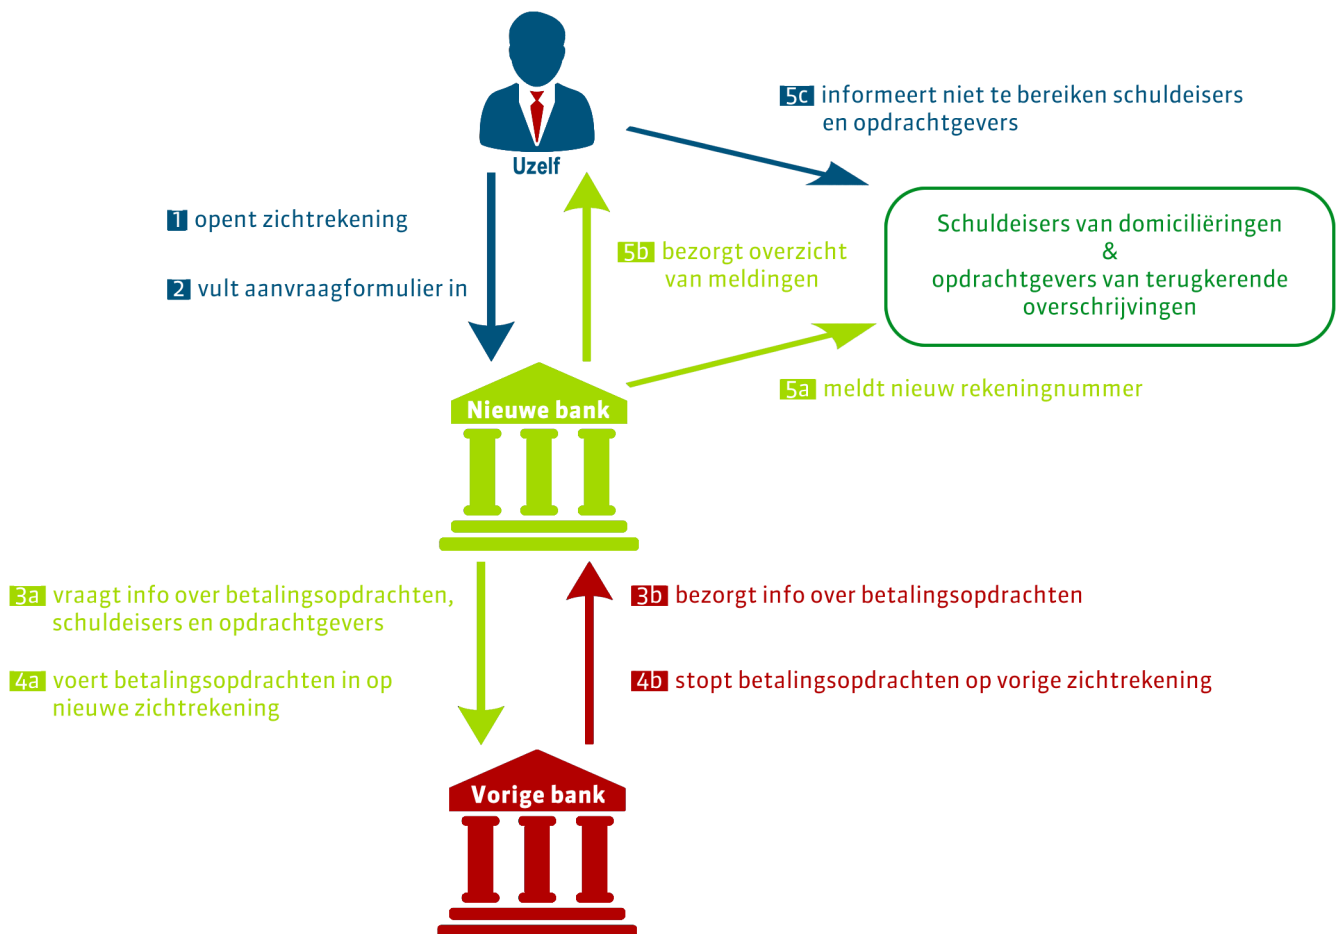 5c informeert niet te bereiken schuldeisers
en opdrachtgevers
Uzelf
1 opent zichtrekening
2 vult aanvraagformulier in
5b bezorgt overzicht
van meldingen
Schuldeisers van domiciliëringen
&
opdrachtgevers van terugkerende
overschrijvingen
5a meldt nieuw rekeningnummer
Nieuwe bank
3a vraagt info over betalingsopdrachten,
schuldeisers en opdrachtgevers
3b bezorgt info over betalingsopdrachten
4a voert betalingsopdrachten in op
nieuwe zichtrekening
4b stopt betalingsopdrachten op vorige zichtrekening
Vorige bank